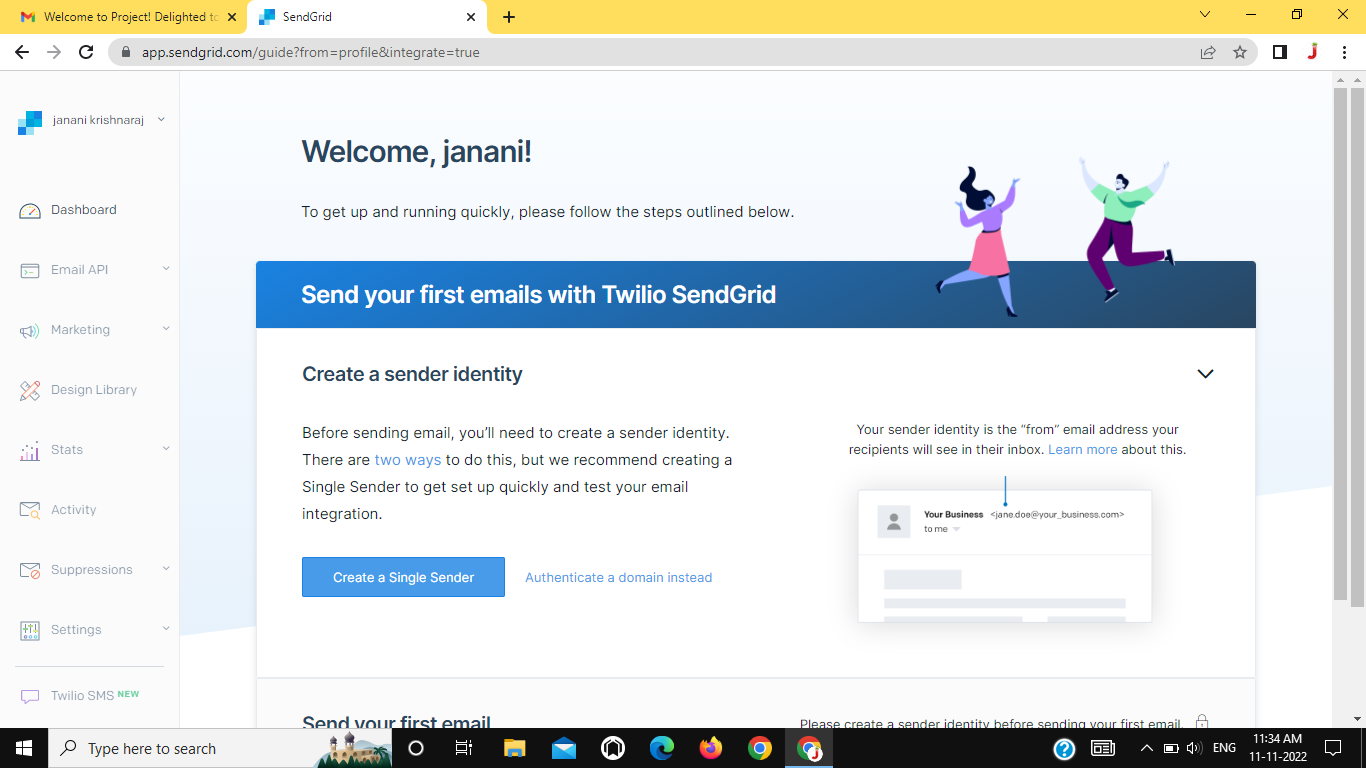 Welcome to Project! Delighted to
SendGrid
app.sendgrid.com/guide?from=profile&integrate=true
janani krishnaraj
Dashboard
Email API
Marketing
Design Library
Stats
Activity
Suppressions
Settings
Twilio SMS NEW
Welcome, janani!
To get up and running quickly, please follow the steps outlined below.
Send your first emails with Twilio SendGrid
Create a sender identity
Before sending email, you’ll need to create a sender identity.
There are two ways to do this, but we recommend creating a
Single Sender to get set up quickly and test your email
integration.
Create a Single Sender
Authenticate a domain instead
Your sender identity is the “from” email address your
recipients will see in their inbox. Learn more about this.
Your Business <jane.doe@your_business.com>
to me
Send your first email
Please create a sender identity before sending your first email.
Type here to search
ENG
11:34 AM
11-11-2022